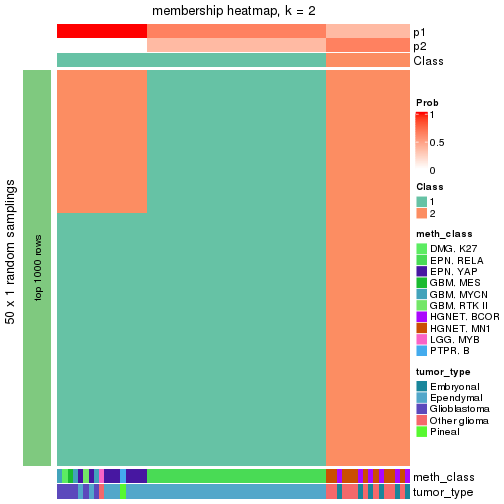 membership heatmap, k = 2
p1
p2
Class
50 x 1 random samplings
top 1000 rows
Prob
1
0.5
0
Class
1
2
meth_class
DMG. K27
EPN. RELA
EPN. YAP
GBM. MES
GBM. MYCN
GBM. RTK II
HGNET. BCOR
HGNET. MN1
LGG. MYB
PTPR. B
tumor_type
Embryonal
Ependymal
Glioblastoma
Other glioma
Pineal
meth_class
tumor_type